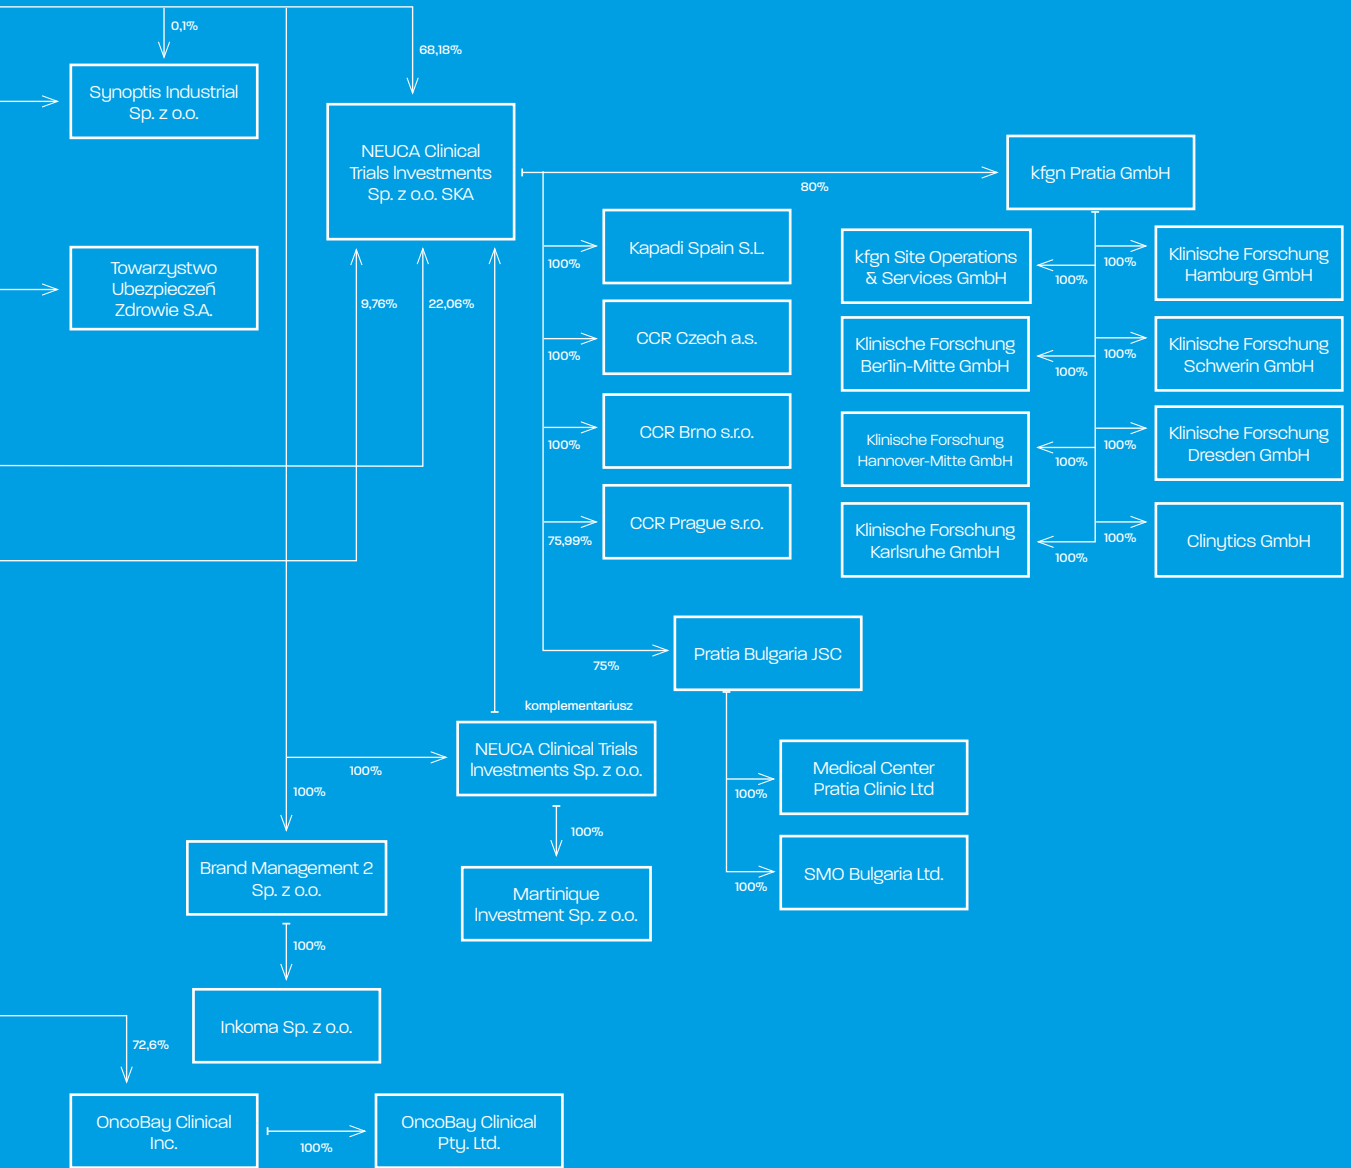 0,1%
68,18%
Synoptis Industrial
Sp. z o.o.
NEUCA Clinical
Trials Investments
Sp. z o.o. SKA
80%
kfgn Pratia GmbH
Towarzystwo
Ubezpieczeń
Zdrowie S.A.
9,76%
22,06%
Kapadi Spain S.L.
100%
CCR Czech a.s.
100%
CCR Brno s.r.o.
100%
CCR Prague s.r.o.
75,99%
kfgn Site Operations
& Services GmbH
100%
100%
Klinische Forschung
Hamburg GmbH
Klinische Forschung
Berlin-Mitte GmbH
100%
100%
Klinische Forschung
Schwerin GmbH
Klinische Forschung
Hannover-Mitte GmbH
100%
100%
Klinische Forschung
Dresden GmbH
Klinische Forschung
Karlsruhe GmbH
100%
100%
Clinytics GmbH
75%
Pratia Bulgaria JSC
komplementariusz
NEUCA Clinical Trials
Investments Sp. z o.o.
100%
100%
Medical Center
Pratia Clinic Ltd
100%
SMO Bulgaria Ltd.
100%
100%
Brand Management 2
Sp. z o.o.
Martinique
Investment Sp. z o.o.
100%
Inkoma Sp. z o.o.
72,6%
OncoBay Clinical
Inc.
100%
OncoBay Clinical
Pty. Ltd.